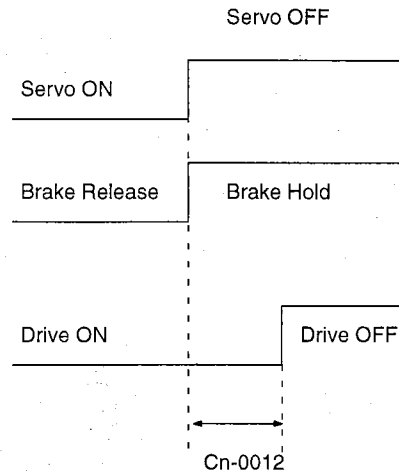 Servo OFF
Servo ON
Brake Release Brake Hold
Drive ON Drive OFF
Cn-0012